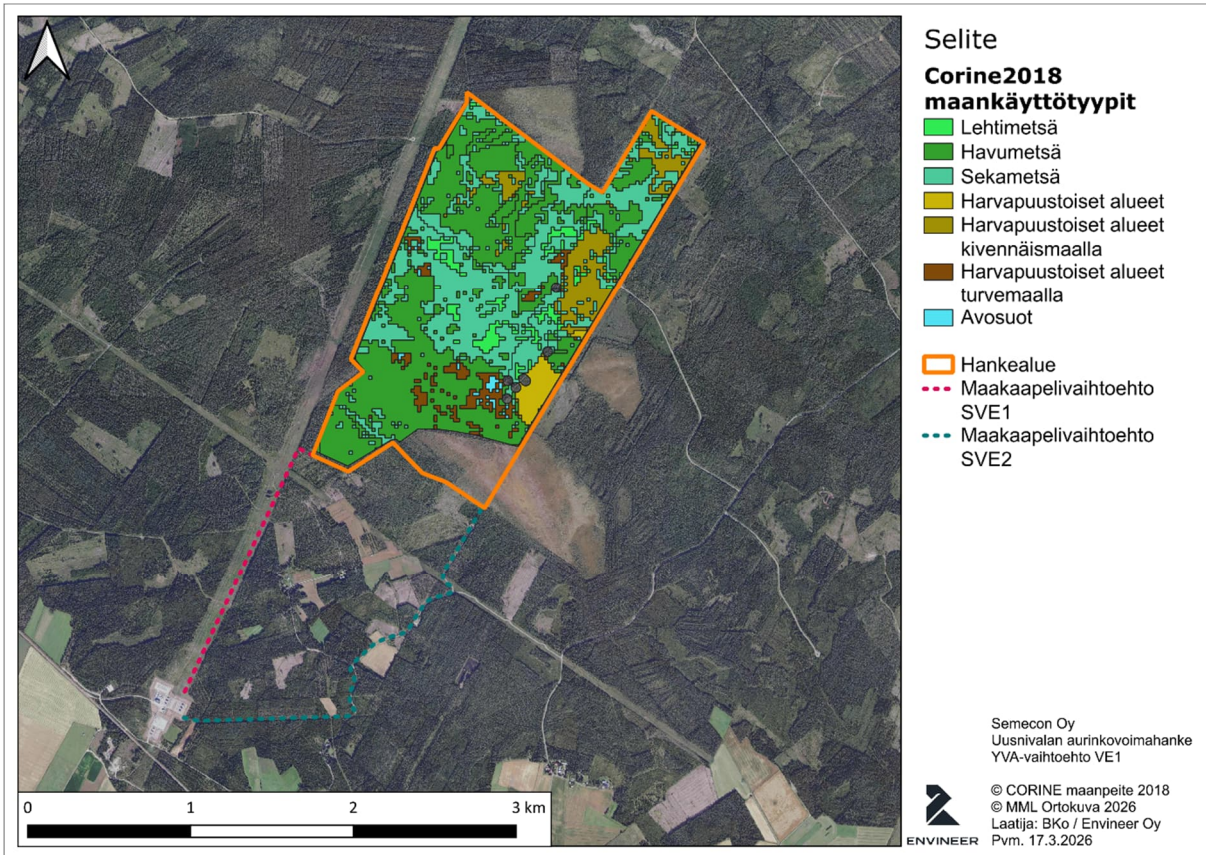 Selite
Corine2018
maankäyttötyypit
Lehtimetsä
Havumetsä
Sekametsä
Harvapuustoiset alueet
Harvapuustoiset alueet
kivennäismaalla
Harvapuustoiset alueet
turvemaalla
Avosuot
Hankealue
Maakaapelivaihtoehto
SVE1
Maakaapelivaihtoehto
SVE2
0 1 2 3 km
Semecon Oy
Uusnivalan aurinkovoimahanke
YVA-vaihtoehto VE1
© CORINE maanpeite 2018
© MML Ortokuva 2026
Laatija: BKo / Envineer Oy
Pvm. 17.3.2026
ENVINEER